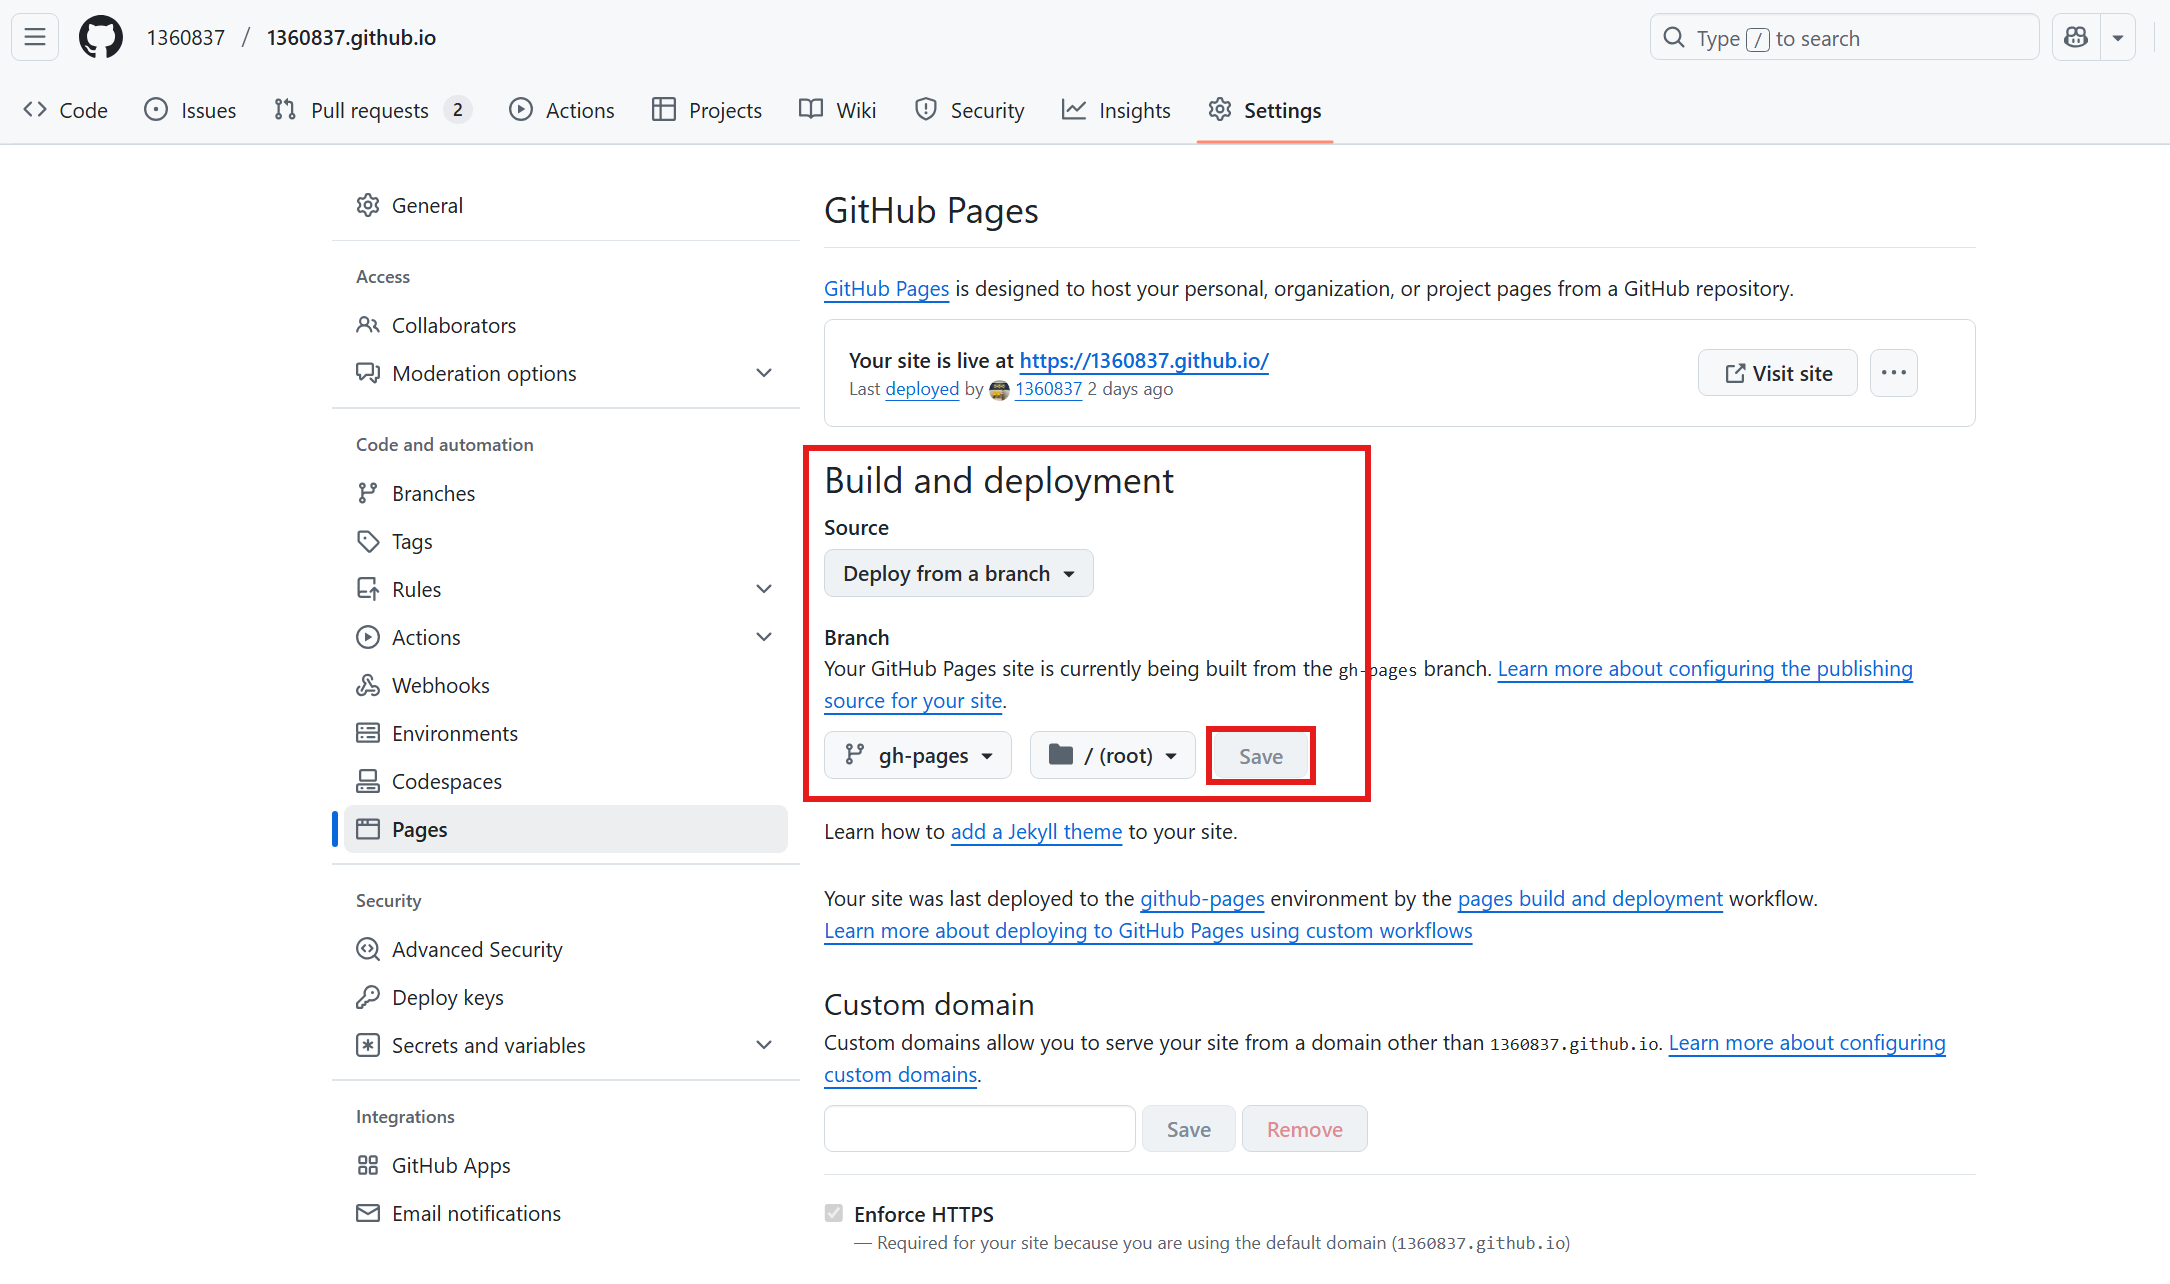 1360837 / 1360837.github.io
Type / to search
Code Issues Pull requests 2 Actions Projects Wiki Security Insights Settings
General
Access
Collaborators
Moderation options
Code and automation
Branches
Tags
Rules
Actions
Webhooks
Environments
Codespaces
Pages
Security
Advanced Security
Deploy keys
Secrets and variables
Integrations
GitHub Apps
Email notifications
GitHub Pages
GitHub Pages is designed to host your personal, organization, or project pages from a GitHub repository.
Your site is live at https://1360837.github.io/
Last deployed by 1360837 2 days ago
Visit site
Build and deployment
Source
Deploy from a branch
Branch
Your GitHub Pages site is currently being built from the gh-pages branch. Learn more about configuring the publishing
source for your site.
gh-pages / (root) Save
Learn how to add a Jekyll theme to your site.
Your site was last deployed to the github-pages environment by the pages build and deployment workflow.
Learn more about deploying to GitHub Pages using custom workflows
Custom domain
Custom domains allow you to serve your site from a domain other than 1360837.github.io. Learn more about configuring
custom domains.
Save Remove
Enforce HTTPS
— Required for your site because you are using the default domain (1360837.github.io)